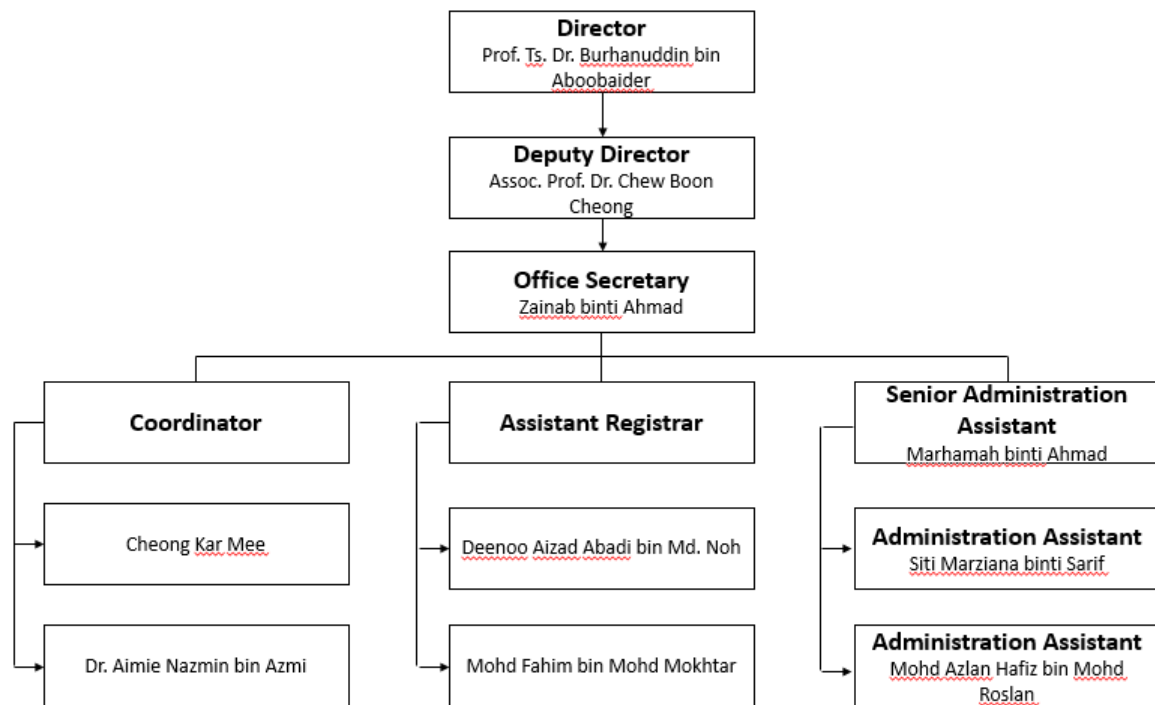 Director
Prof. Ts. Dr. Burhanuddin bin
Aboobaider
Deputy Director
Assoc. Prof. Dr. Chew Boon
Cheong
Office Secretary
Zainab binti Ahmad
Coordinator
Cheong Kar Mee
Dr. Aimie Nazmin bin Azmi
Assistant Registrar
Deenoo Aizad Abadi bin Md. Noh
Mohd Fahim bin Mohd Mokhtar
Senior Administration
Assistant
Marhamah binti Ahmad
Administration Assistant
Siti Marziana binti Sarif
Administration Assistant
Mohd Azlan Hafiz bin Mohd
Roslan